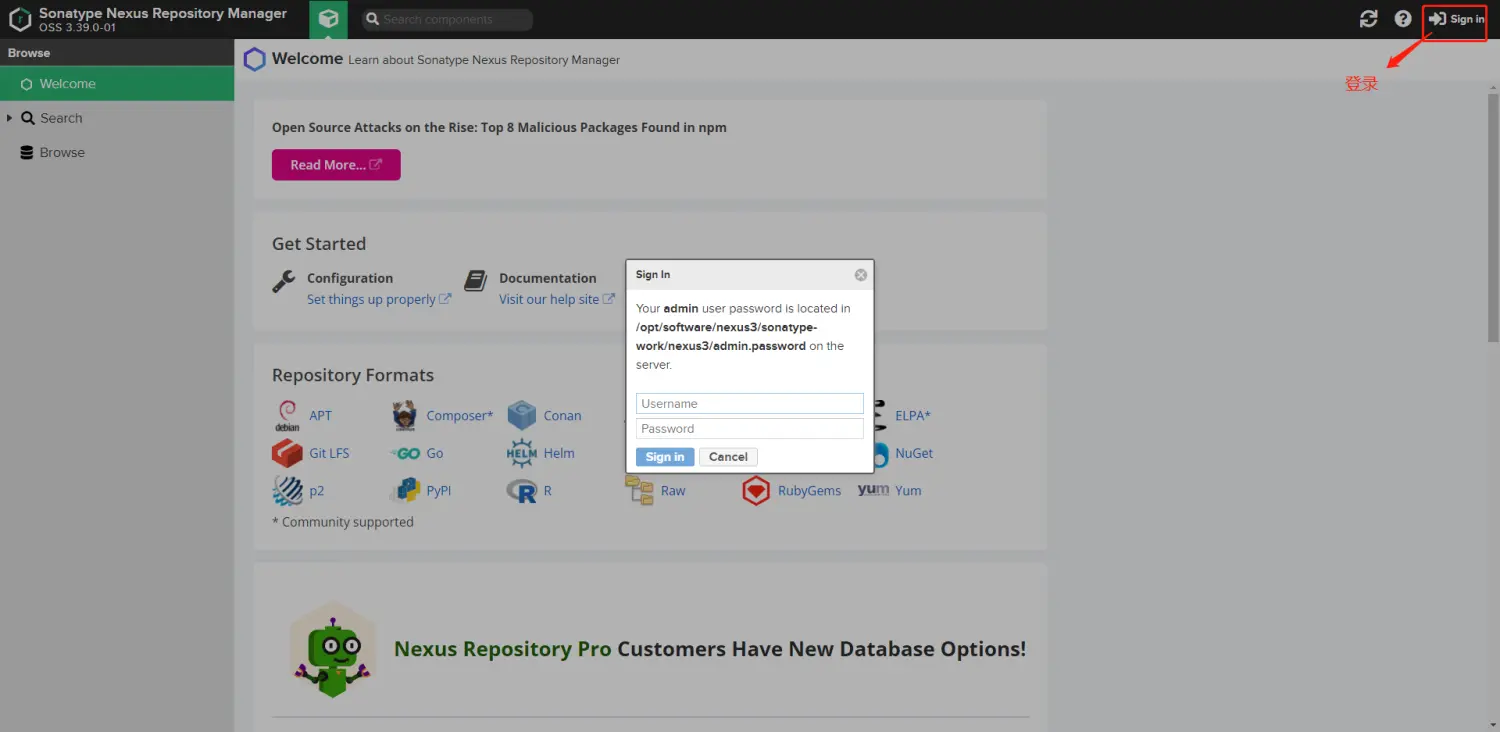 Sonatype Nexus Repository Manager
OSS 3.39.0-01
Search components
Sign in
登录
Browse
Welcome
Search
Browse
Welcome Learn about Sonatype Nexus Repository Manager
Open Source Attacks on the Rise: Top 8 Malicious Packages Found in npm
Read More...
Get Started
Configuration
Set things up properly
Documentation
Visit our help site
Repository Formats
debian
APT
Composer*
Conan
ELPA*
Git LFS
GO
Go
HELM
Helm
NuGet
p2
PyPI
R
Raw
RubyGems
yum
Yum
* Community supported
Sign In
Your admin user password is located in
/opt/software/nexus3/sonatype-
work/nexus3/admin.password on the
server.
Username
Password
Sign in
Cancel
Nexus Repository Pro Customers Have New Database Options!